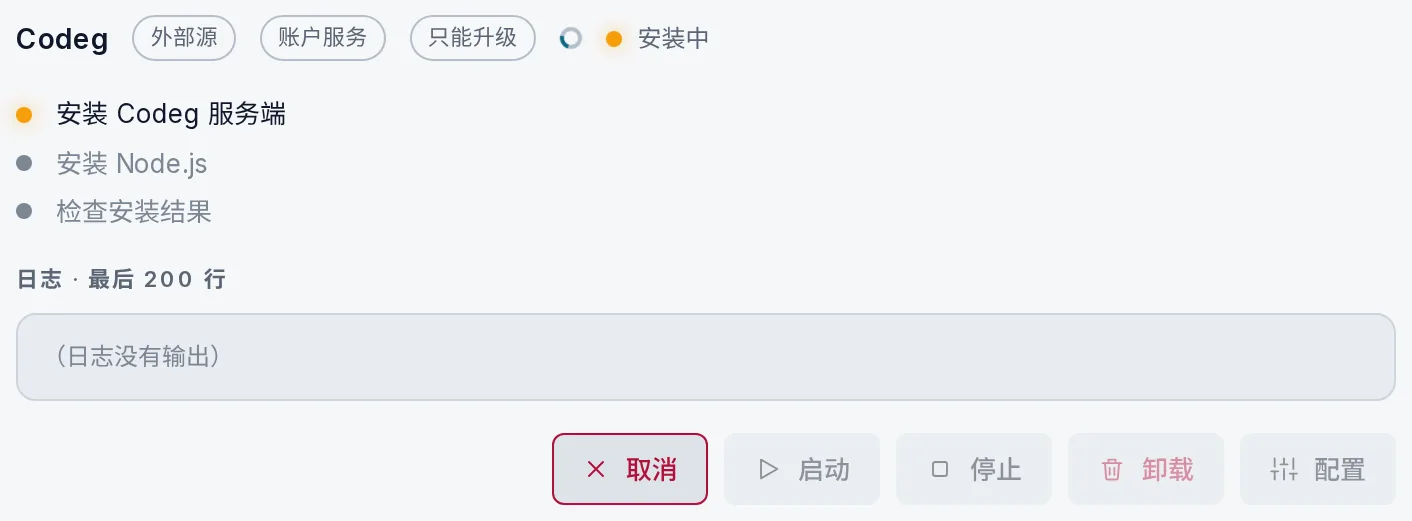 Codeg 外部源 账户服务 只能升级 安装中
安装 Codeg 服务端
安装 Node.js
检查安装结果
日志 · 最后 200 行
（日志没有输出）
取消 启动 停止 卸载 配置